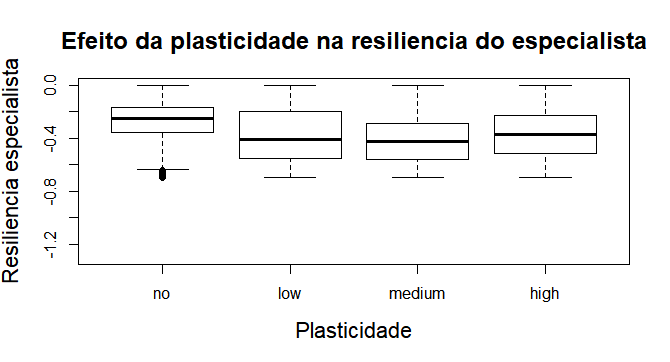 Efeito da plasticidade na resiliencia do especialista
Resiliencia especialista
0.0
-0.4
-0.8
-1.2
no low medium high
Plasticidade